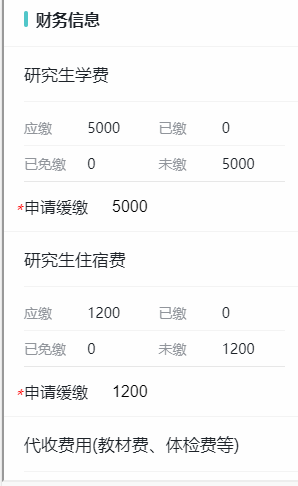 财务信息
研究生学费
应缴 5000 已缴 0
已免缴 0 未缴 5000
*申请缓缴 5000
研究生住宿费
应缴 1200 已缴 0
已免缴 0 未缴 1200
*申请缓缴 1200
代收费用(教材费、体检费等)